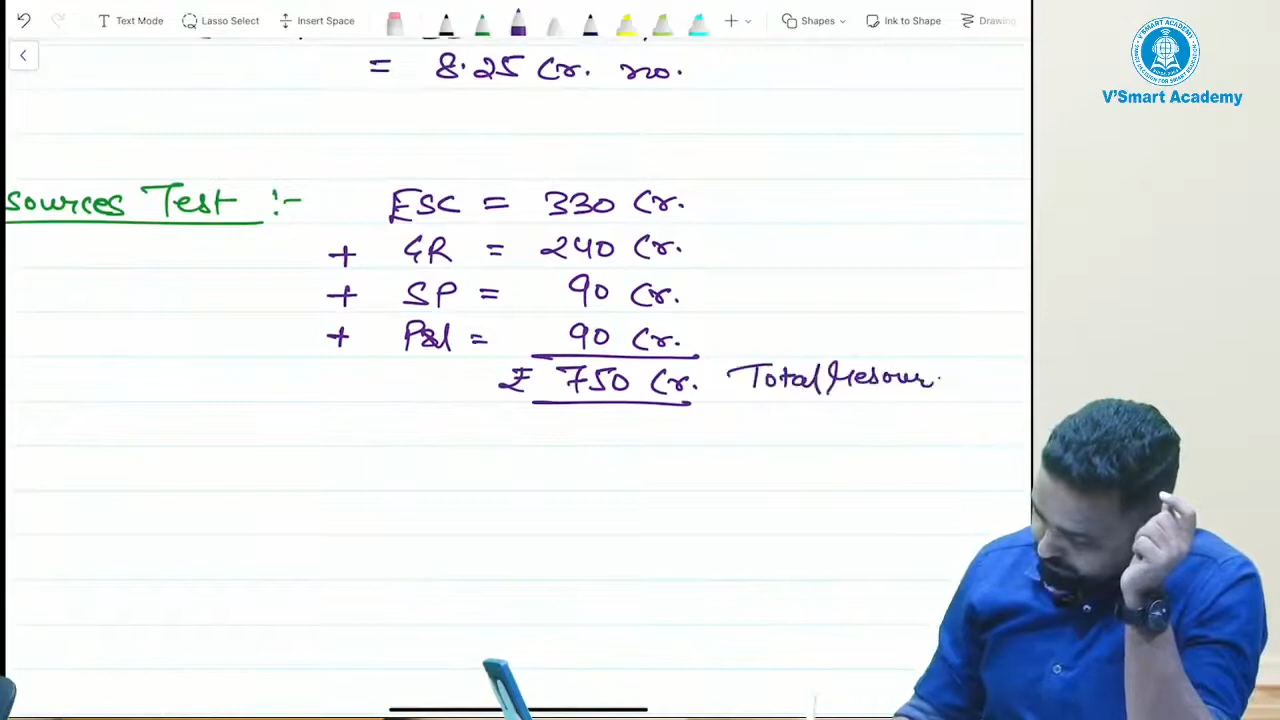 Text Mode Lasso Select Insert Space Shapes Ink to Shape Drawing
V'Smart Academy
= 8.25 Cr. no.
sources Test :-
ESC = 330 Cr.
+ GR = 240 Cr.
+ SP = 90 Cr.
+ P&L = 90 Cr.
₹ 750 Cr. Total resour.